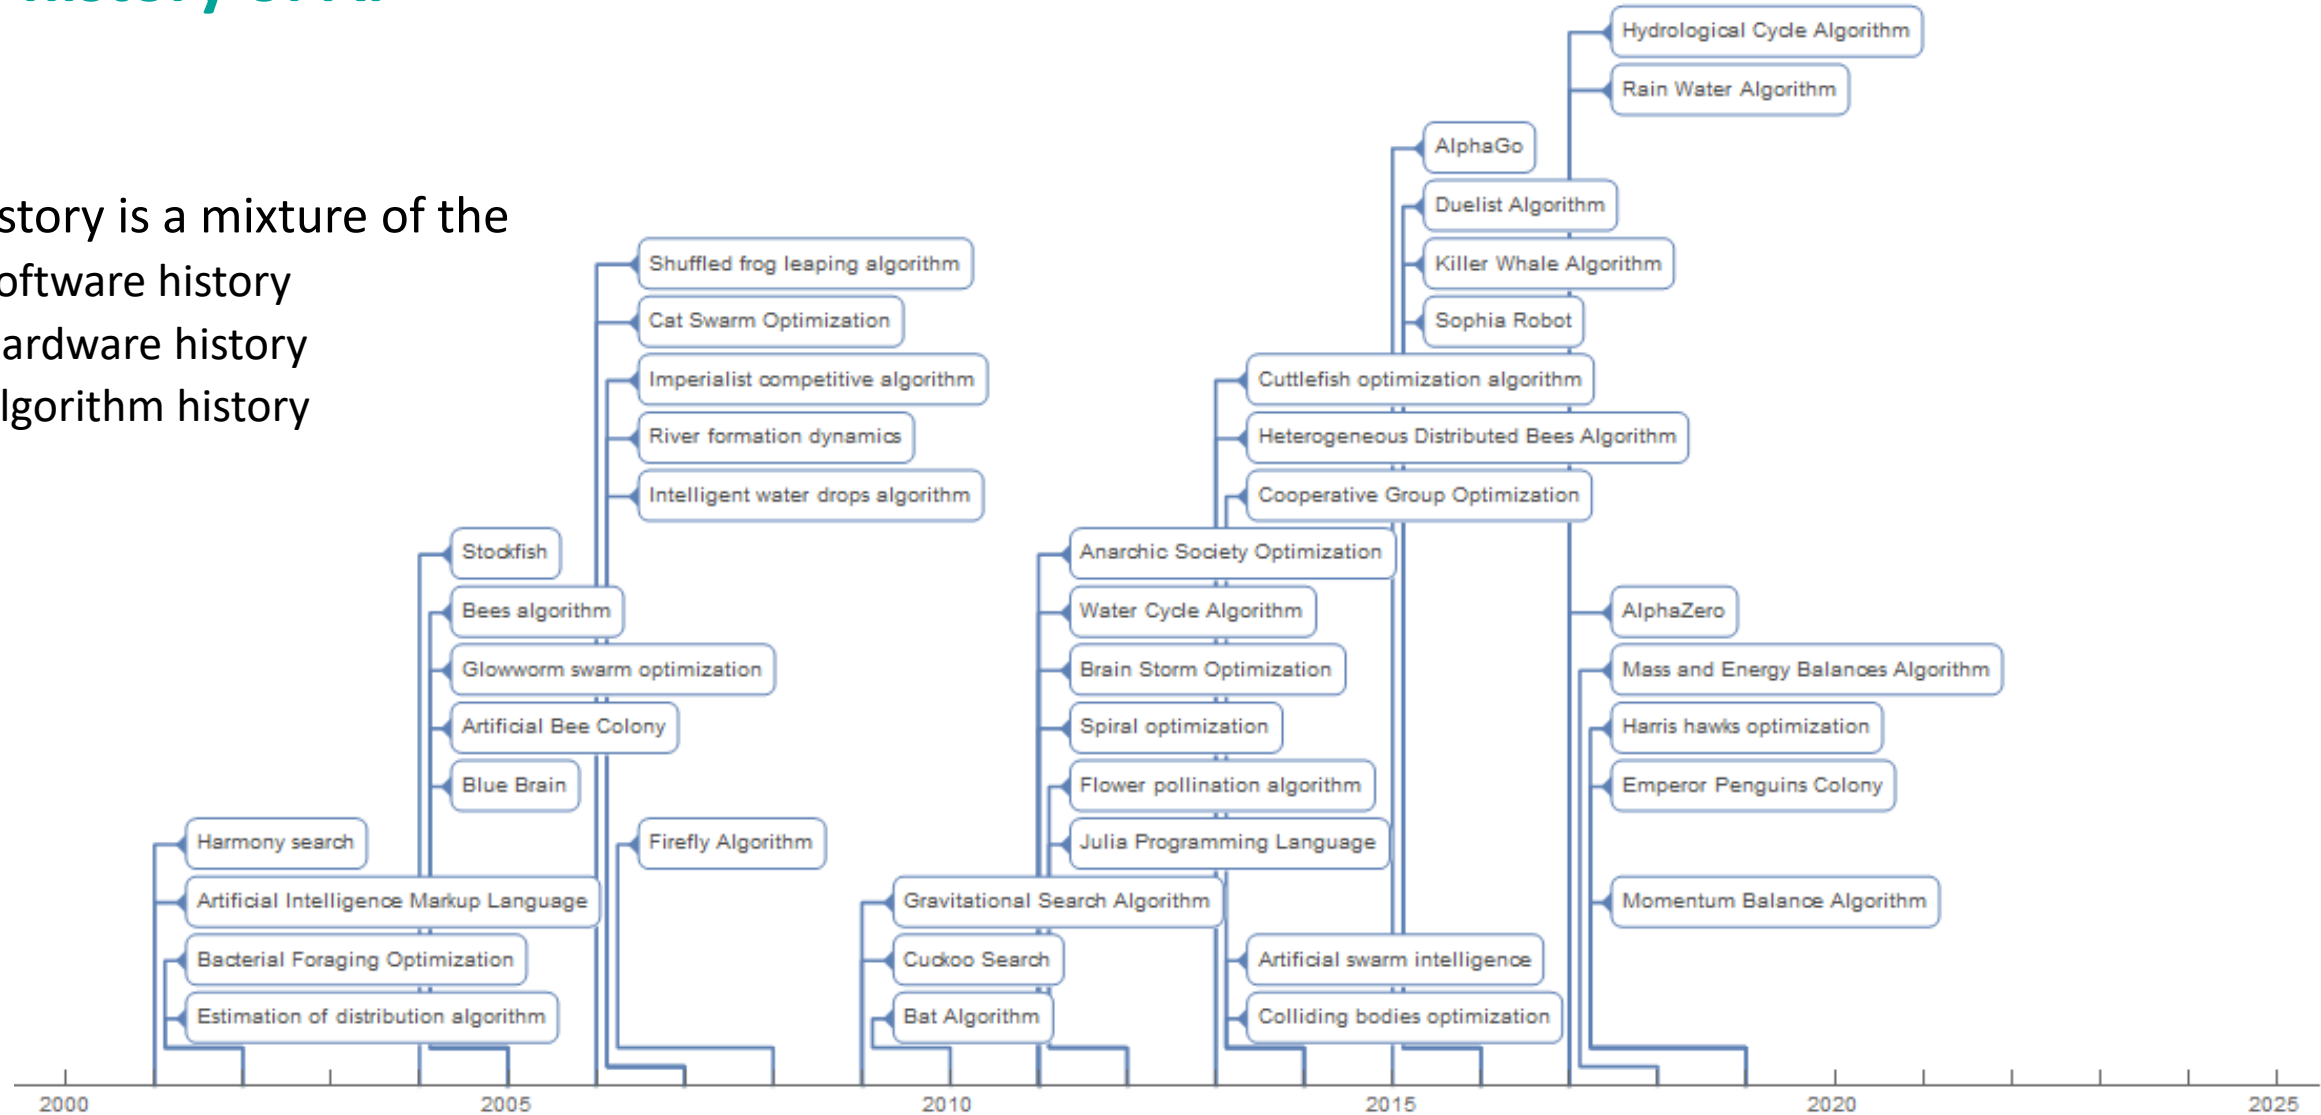 story is a mixture of the
oftware history
ardware history
lgorithm history
Hydrological Cycle Algorithm
Rain Water Algorithm
AlphaGo
Duelist Algorithm
Shuffled frog leaping algorithm
Killer Whale Algorithm
Cat Swarm Optimization
Sophia Robot
Imperialist competitive algorithm
Cuttlefish optimization algorithm
River formation dynamics
Heterogeneous Distributed Bees Algorithm
Intelligent water drops algorithm
Cooperative Group Optimization
Stockfish
Anarchic Society Optimization
Bees algorithm
Water Cycle Algorithm
AlphaZero
Glowworm swarm optimization
Brain Storm Optimization
Mass and Energy Balances Algorithm
Artificial Bee Colony
Spiral optimization
Harris hawks optimization
Blue Brain
Flower pollination algorithm
Emperor Penguins Colony
Harmony search
Firefly Algorithm
Julia Programming Language
Artificial Intelligence Markup Language
Gravitational Search Algorithm
Momentum Balance Algorithm
Bacterial Foraging Optimization
Cuckoo Search
Artificial swarm intelligence
Estimation of distribution algorithm
Bat Algorithm
Colliding bodies optimization
2000 2005 2010 2015 2020 2025